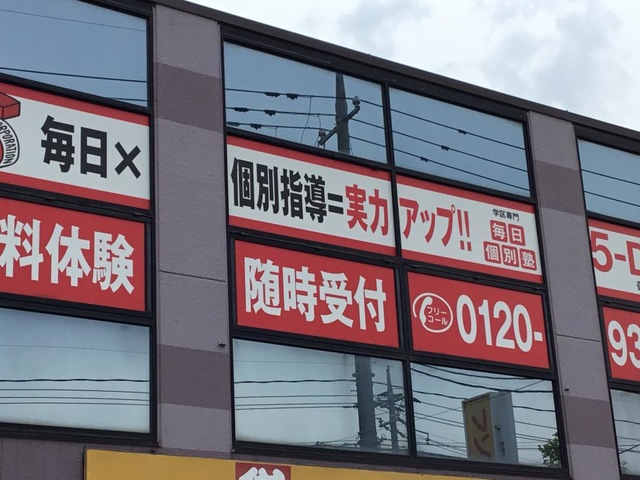 CORPORATION
毎日×
個別指導=実力
アップ!!
学区専門
毎日
個別塾
5-D
料体験
随時受付
フリー
コール
0120-
93